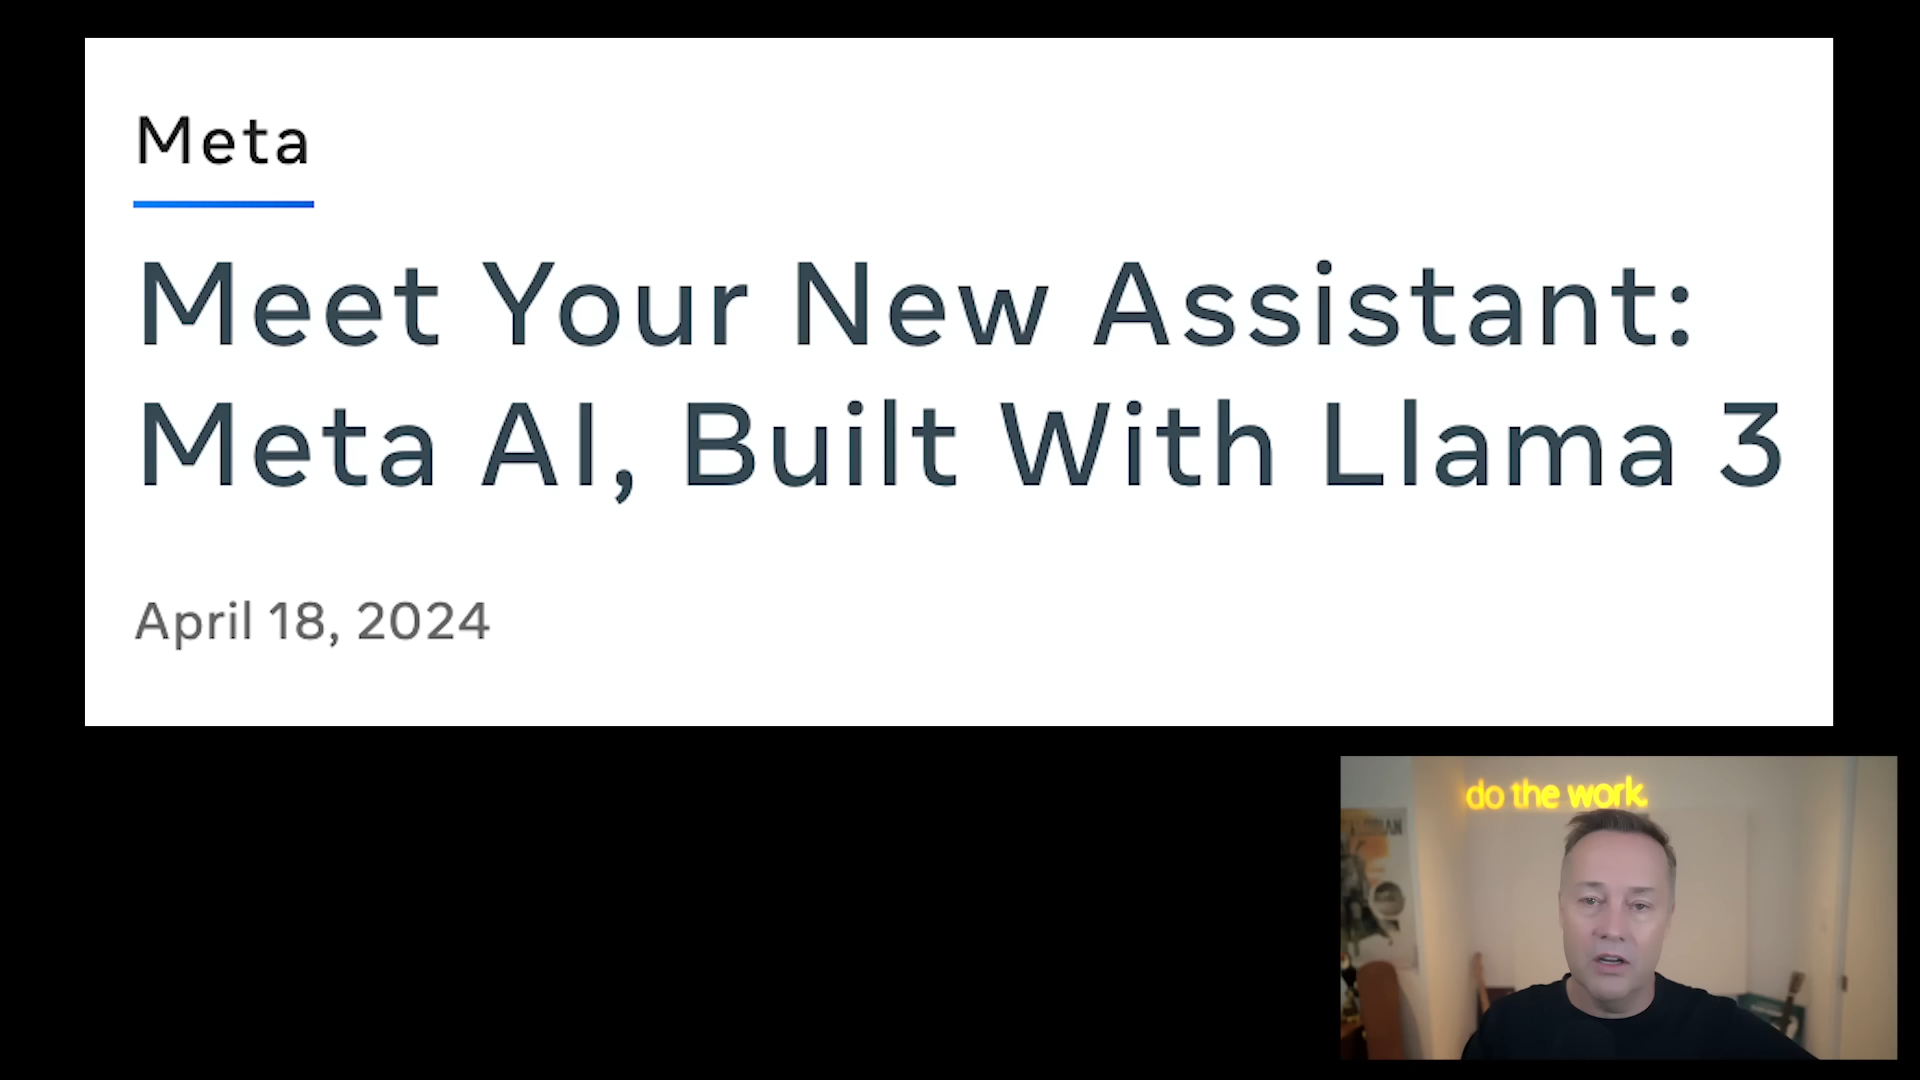 Meta
Meet Your New Assistant:
Meta AI, Built With Llama 3
April 18, 2024
do the work.